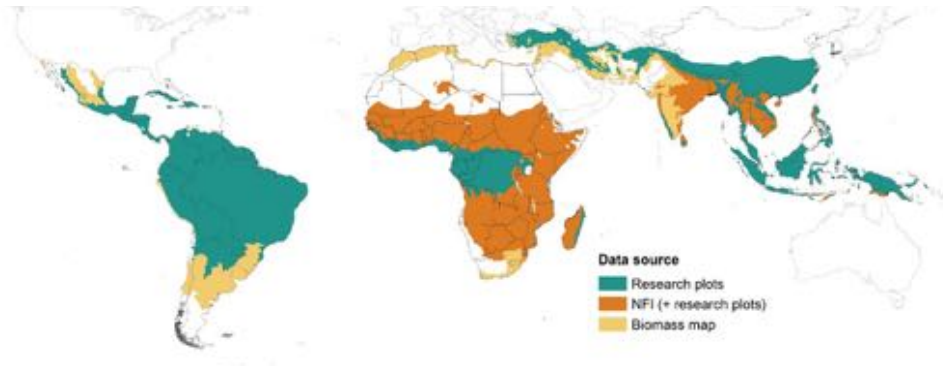 Data source
Research plots
NFI (+ research plots)
Biomass map